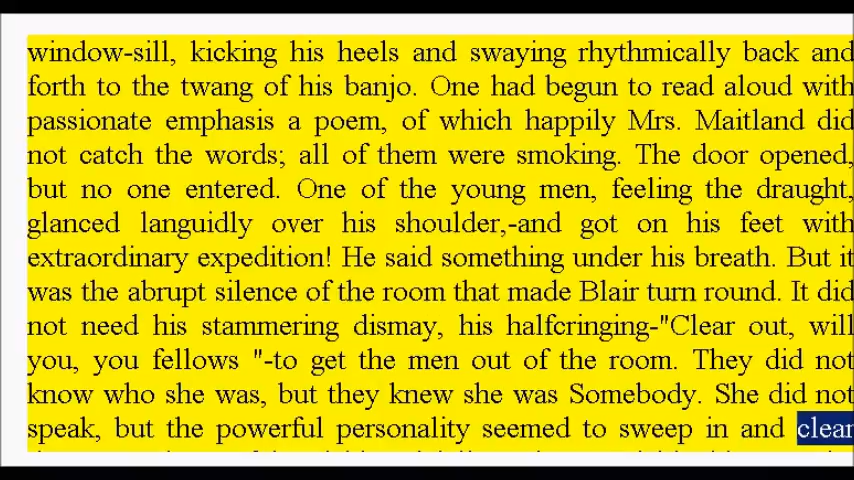 window-sill, kicking his heels and swaying rhythmically back and
forth to the twang of his banjo. One had begun to read aloud with
passionate emphasis a poem, of which happily Mrs. Maitland did
not catch the words; all of them were smoking. The door opened,
but no one entered. One of the young men, feeling the draught,
glanced languidly over his shoulder,-and got on his feet with
extraordinary expedition! He said something under his breath. But it
was the abrupt silence of the room that made Blair turn round. It did
not need his stammering dismay, his halfcringing-"Clear out, will
you, you fellows "-to get the men out of the room. They did not
know who she was, but they knew she was Somebody. She did not
speak, but the powerful personality seemed to sweep in and clear